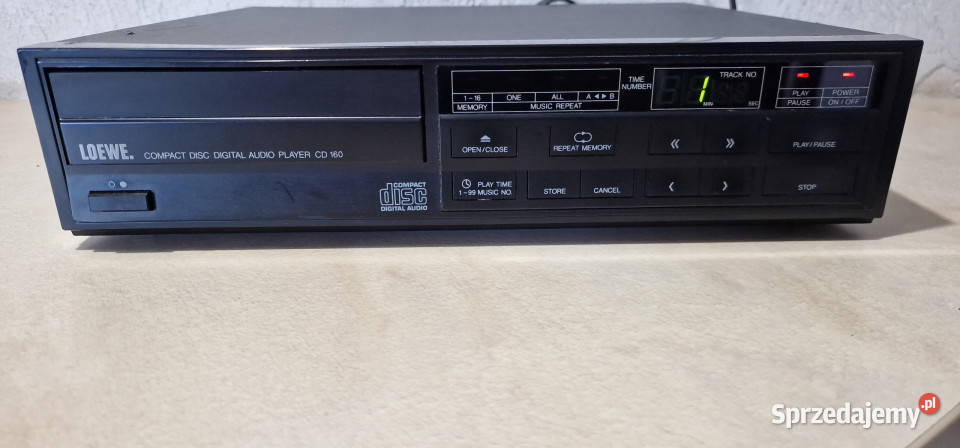 1-16 ONE ALL A ◄ ► B
MEMORY MUSIC REPEAT
TIME
NUMBER
TRACK NO
1
MIN SEC
PLAY POWER
PAUSE ON / OFF
LOEWE. COMPACT DISC DIGITAL AUDIO PLAYER CD 160
OPEN/CLOSE
REPEAT MEMORY
« »
PLAY/PAUSE
PLAY TIME
1-99 MUSIC NO.
STORE
CANCEL
‹ ›
STOP
COMPACT
disc
DIGITAL AUDIO
Sprzedajemy.pl